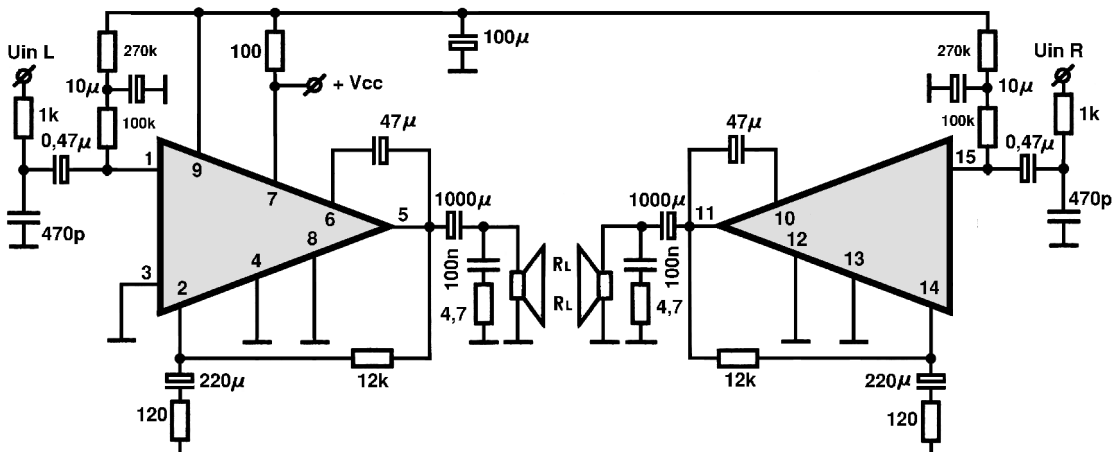 Uin L
270k
10µ
1k
0,47µ
100k
470p
100
+ Vcc
100µ
1
9
7
6
5
8
4
3
2
47µ
1000µ
100n
4,7
RL
RL
12k
220µ
120
Uin R
270k
10µ
1k
0,47µ
100k
470p
15
47µ
1000µ
11
10
12
13
14
100n
4,7
12k
220µ
120